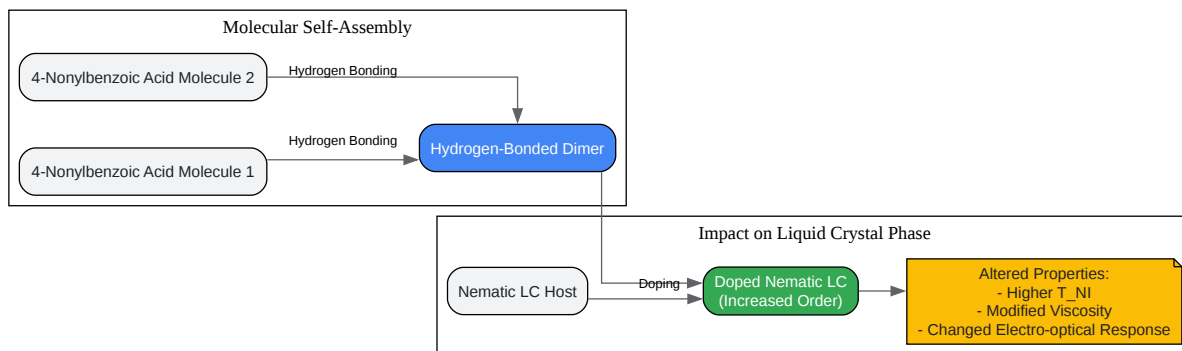 Molecular Self-Assembly
4-Nonylbenzoic Acid Molecule 2
Hydrogen Bonding
4-Nonylbenzoic Acid Molecule 1
Hydrogen Bonding
Hydrogen-Bonded Dimer
Impact on Liquid Crystal Phase
Nematic LC Host
Doping
Doped Nematic LC
(Increased Order)
Altered Properties:
- Higher T_NI
- Modified Viscosity
- Changed Electro-optical Response